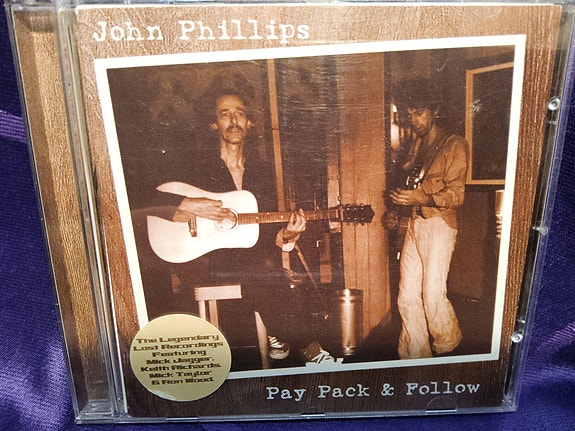 John Phillips
The Legendary
Lost Recordings
Featuring
Mick Jagger,
Keith Richards,
Mick Taylor
& Ron Wood.
Pay Pack & Follow